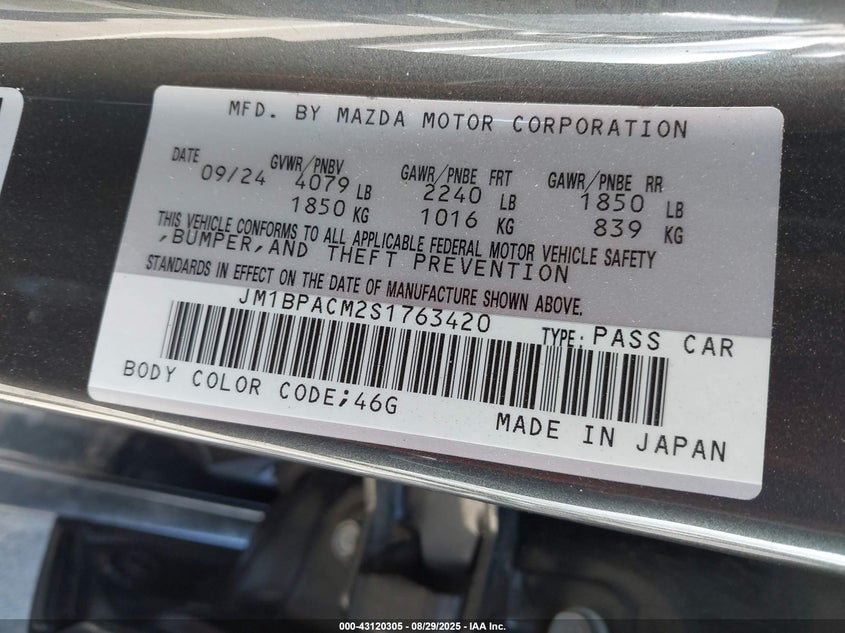 MFD. BY MAZDA MOTOR CORPORATION
DATE GVWR/PNBV GAWR/PNBE FRT GAWR/PNBE RR
09/24 4079 LB 2240 LB 1850 LB
1850 KG 1016 KG 839 KG
THIS VEHICLE CONFORMS TO ALL APPLICABLE FEDERAL MOTOR VEHICLE SAFETY
,BUMPER,AND THEFT PREVENTION
STANDARDS IN EFFECT ON THE DATE OF MANUFACTURE SHOWN ABOVE.
JM1BPACM2S1763420 TYPE: PASS CAR
BODY COLOR CODE;46G
MADE IN JAPAN
000-43120305 - 08/29/2025 - IAA Inc.